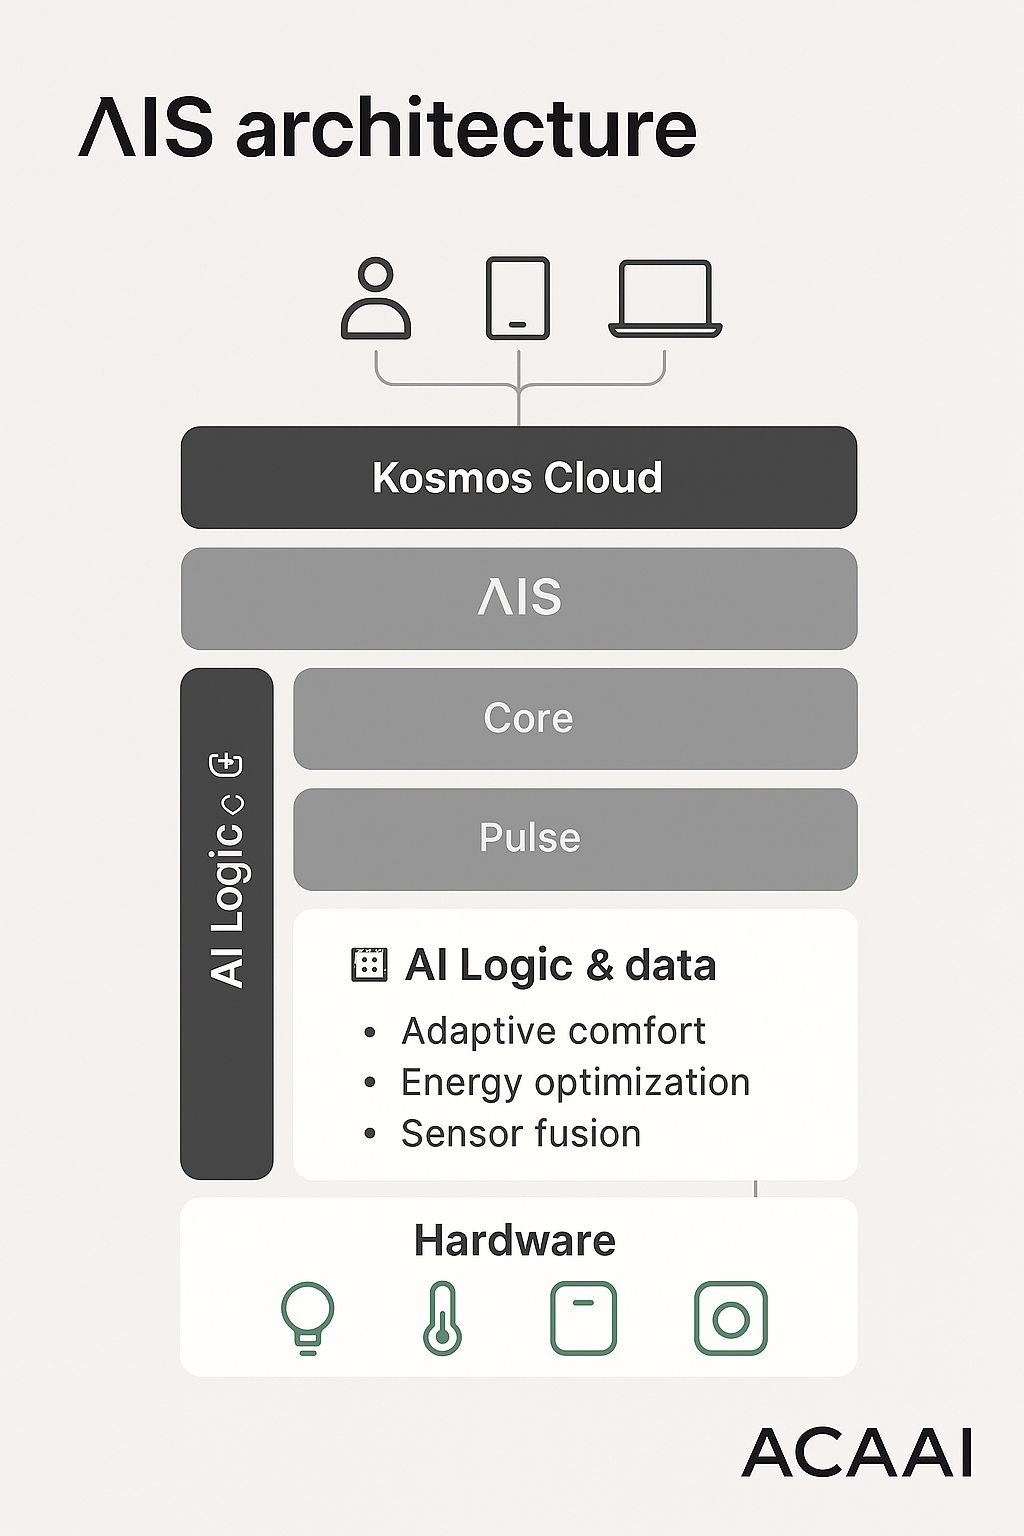 ΛIS architecture
Kosmos Cloud
ΛIS
Core
Pulse
AI Logic
AI Logic & data
• Adaptive comfort
• Energy optimization
• Sensor fusion
Hardware
ACAAI